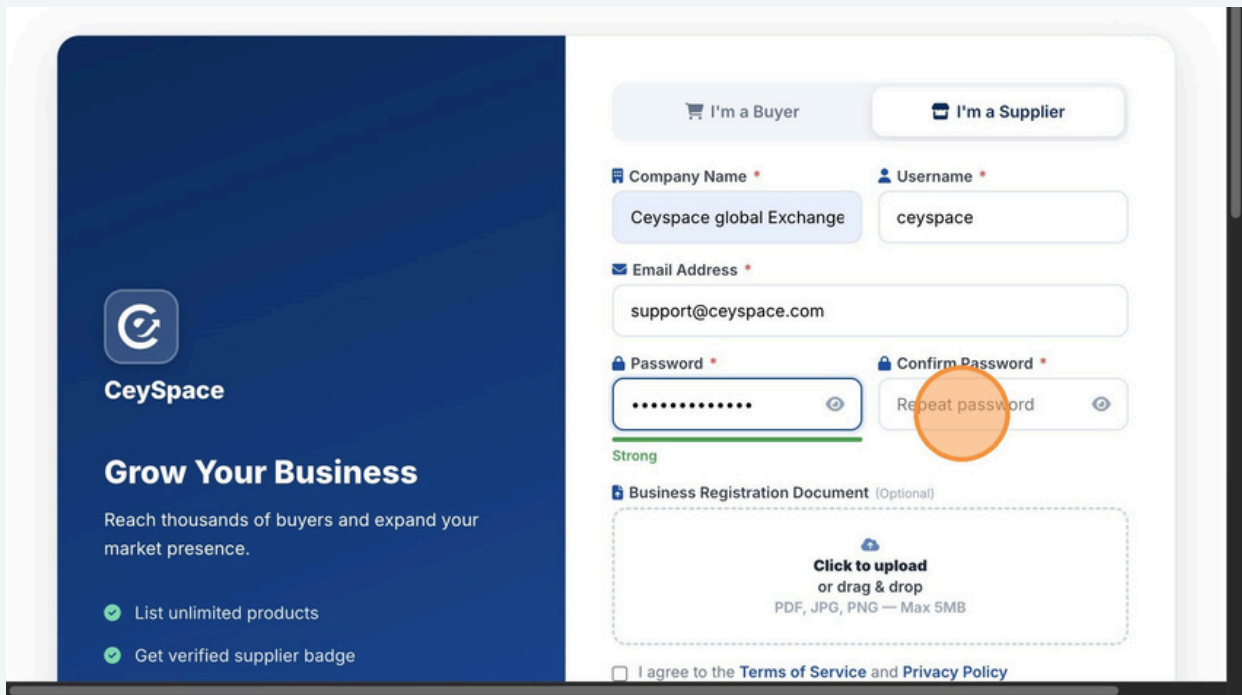 I'm a Buyer
I'm a Supplier
Company Name *
Username *
Ceyspace global Exchange
ceyspace
Email Address *
support@ceyspace.com
Password *
Confirm Password *
•••••••••••••
Repeat password
Strong
Business Registration Document (Optional)
Click to upload
or drag & drop
PDF, JPG, PNG — Max 5MB
I agree to the Terms of Service and Privacy Policy
CeySpace
Grow Your Business
Reach thousands of buyers and expand your
market presence.
List unlimited products
Get verified supplier badge